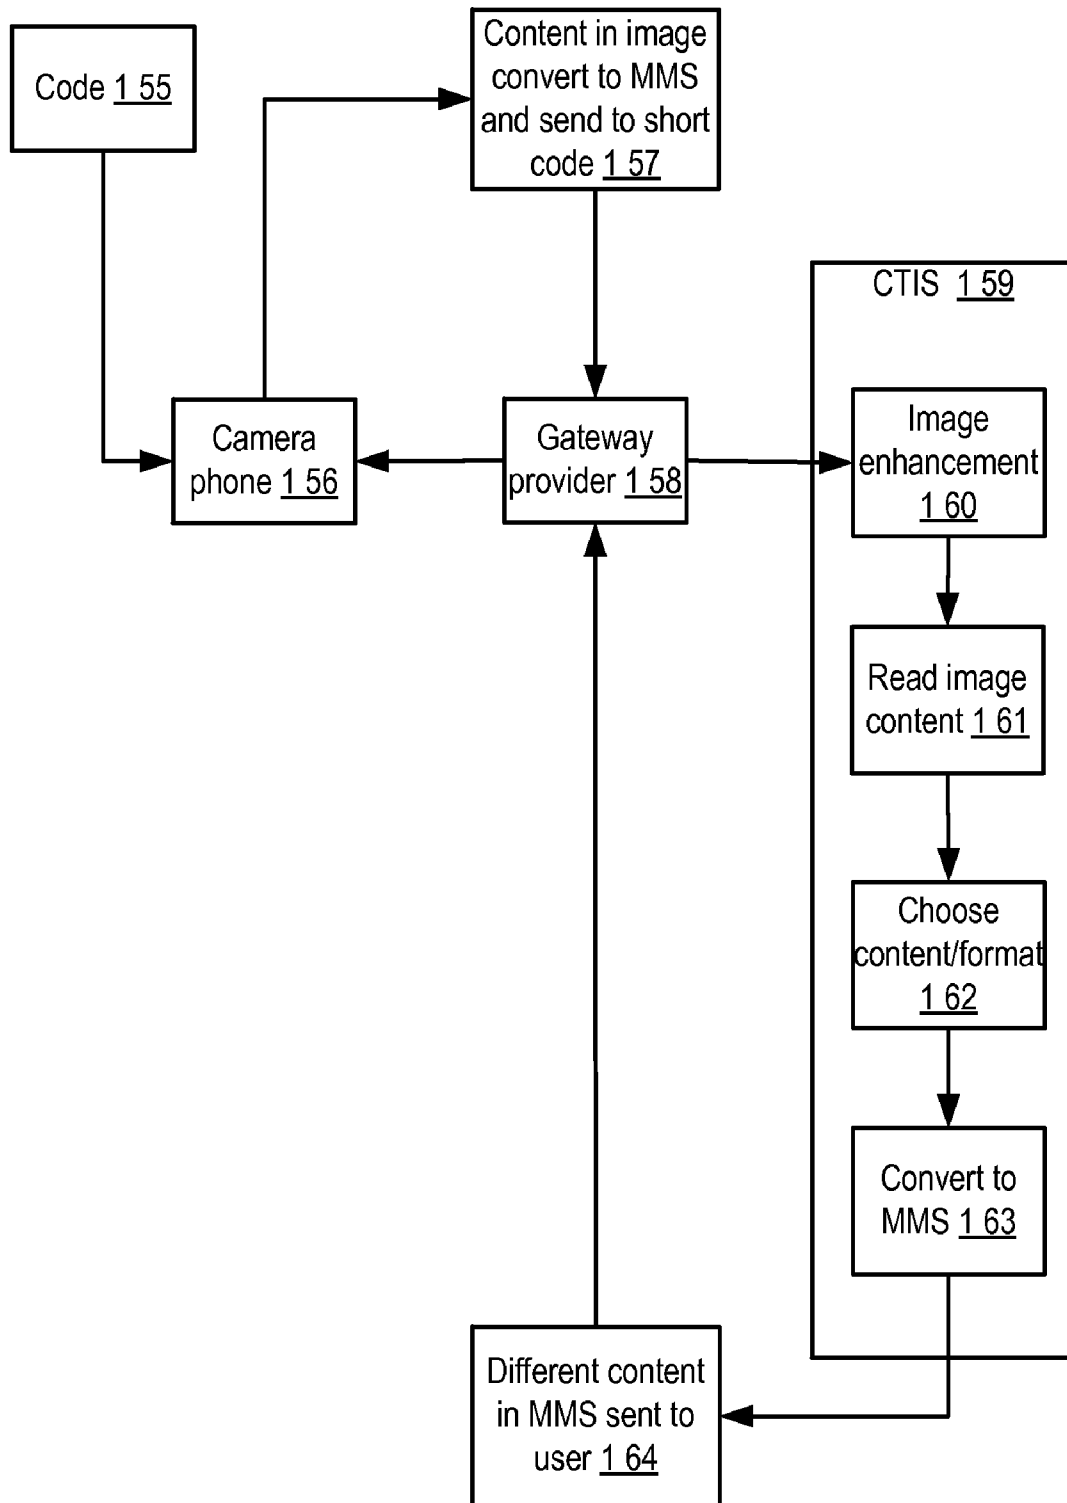 Code 1 55
Content in image
convert to MMS
and send to short
code 1 57
CTIS 1 59
Camera
phone 1 56
Gateway
provider 1 58
Image
enhancement
1 60
Read image
content 1 61
Choose
content/format
1 62
Convert to
MMS 1 63
Different content
in MMS sent to
user 1 64